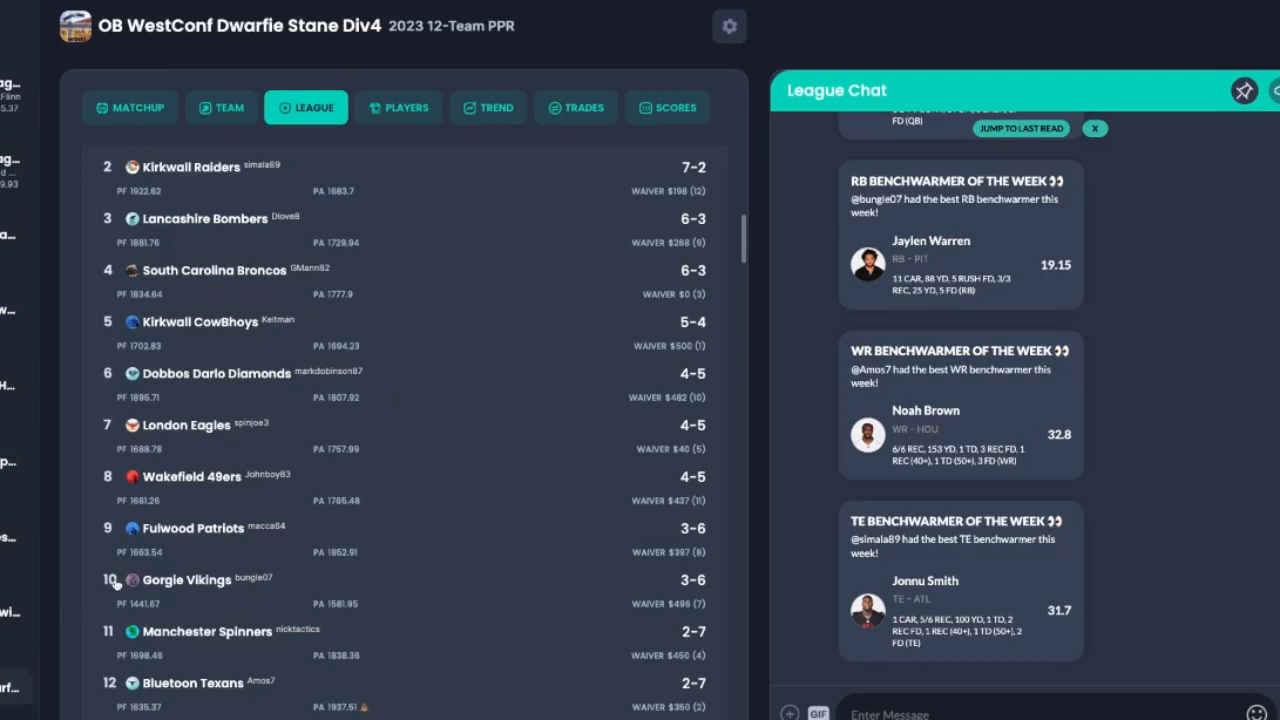 OB WestConf Dwarfie Stane Div4 2023 12-Team PPR
MATCHUP TEAM LEAGUE PLAYERS TREND TRADES SCORES
2 Kirkwall Raiders simala89 7-2
PF 1922.62 PA 1683.7 WAIVER $198 (12)
3 Lancashire Bombers Dlove8 6-3
PF 1881.76 PA 1729.94 WAIVER $268 (9)
4 South Carolina Broncos GMann82 6-3
PF 1834.64 PA 1777.9 WAIVER $0 (3)
5 Kirkwall CowBhoys Keltman 5-4
PF 1702.83 PA 1694.23 WAIVER $500 (1)
6 Dobbos Darlo Diamonds markdobinson87 4-5
PF 1895.71 PA 1807.92 WAIVER $482 (10)
7 London Eagles spinjoe3 4-5
PF 1688.78 PA 1757.99 WAIVER $40 (5)
8 Wakefield 49ers Johnboy83 4-5
PF 1661.26 PA 1765.48 WAIVER $437 (11)
9 Fulwood Patriots macca64 3-6
PF 1663.54 PA 1852.91 WAIVER $397 (8)
10 Gorgie Vikings bungle07 3-6
PF 1441.67 PA 1581.95 WAIVER $496 (7)
11 Manchester Spinners nicktactics 2-7
PF 1698.46 PA 1838.36 WAIVER $450 (4)
12 Bluetoon Texans Amos7 2-7
PF 1635.37 PA 1937.51 💩 WAIVER $350 (2)
League Chat
FD (QB)
JUMP TO LAST READ X
RB BENCHWARMER OF THE WEEK 👀
@bungle07 had the best RB benchwarmer this
week!
Jaylen Warren
RB - PIT
19.15
11 CAR, 88 YD, 5 RUSH FD, 3/3
REC, 25 YD, 5 FD (RB)
WR BENCHWARMER OF THE WEEK 👀
@Amos7 had the best WR benchwarmer this
week!
Noah Brown
WR - HOU
32.8
6/6 REC, 153 YD, 1 TD, 3 REC FD, 1
REC (40+), 1 TD (50+), 3 FD (WR)
TE BENCHWARMER OF THE WEEK 👀
@simala89 had the best TE benchwarmer this
week!
Jonnu Smith
TE - ATL
31.7
1 CAR, 5/6 REC, 100 YD, 1 TD, 2
REC FD, 1 REC (40+), 1 TD (50+), 2
FD (TE)
GIF Enter Message